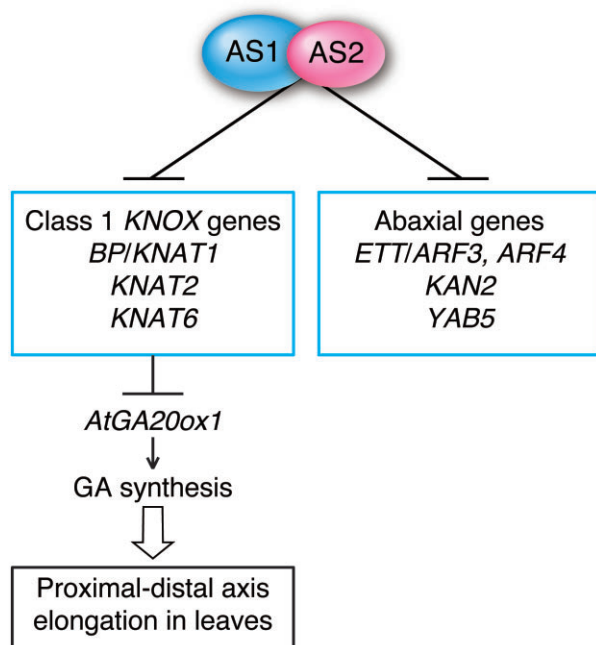 AS1 AS2
Class 1 KNOX genes
BP/KNAT1
KNAT2
KNAT6
Abaxial genes
ETT/ARF3, ARF4
KAN2
YAB5
AtGA20ox1
GA synthesis
Proximal-distal axis
elongation in leaves